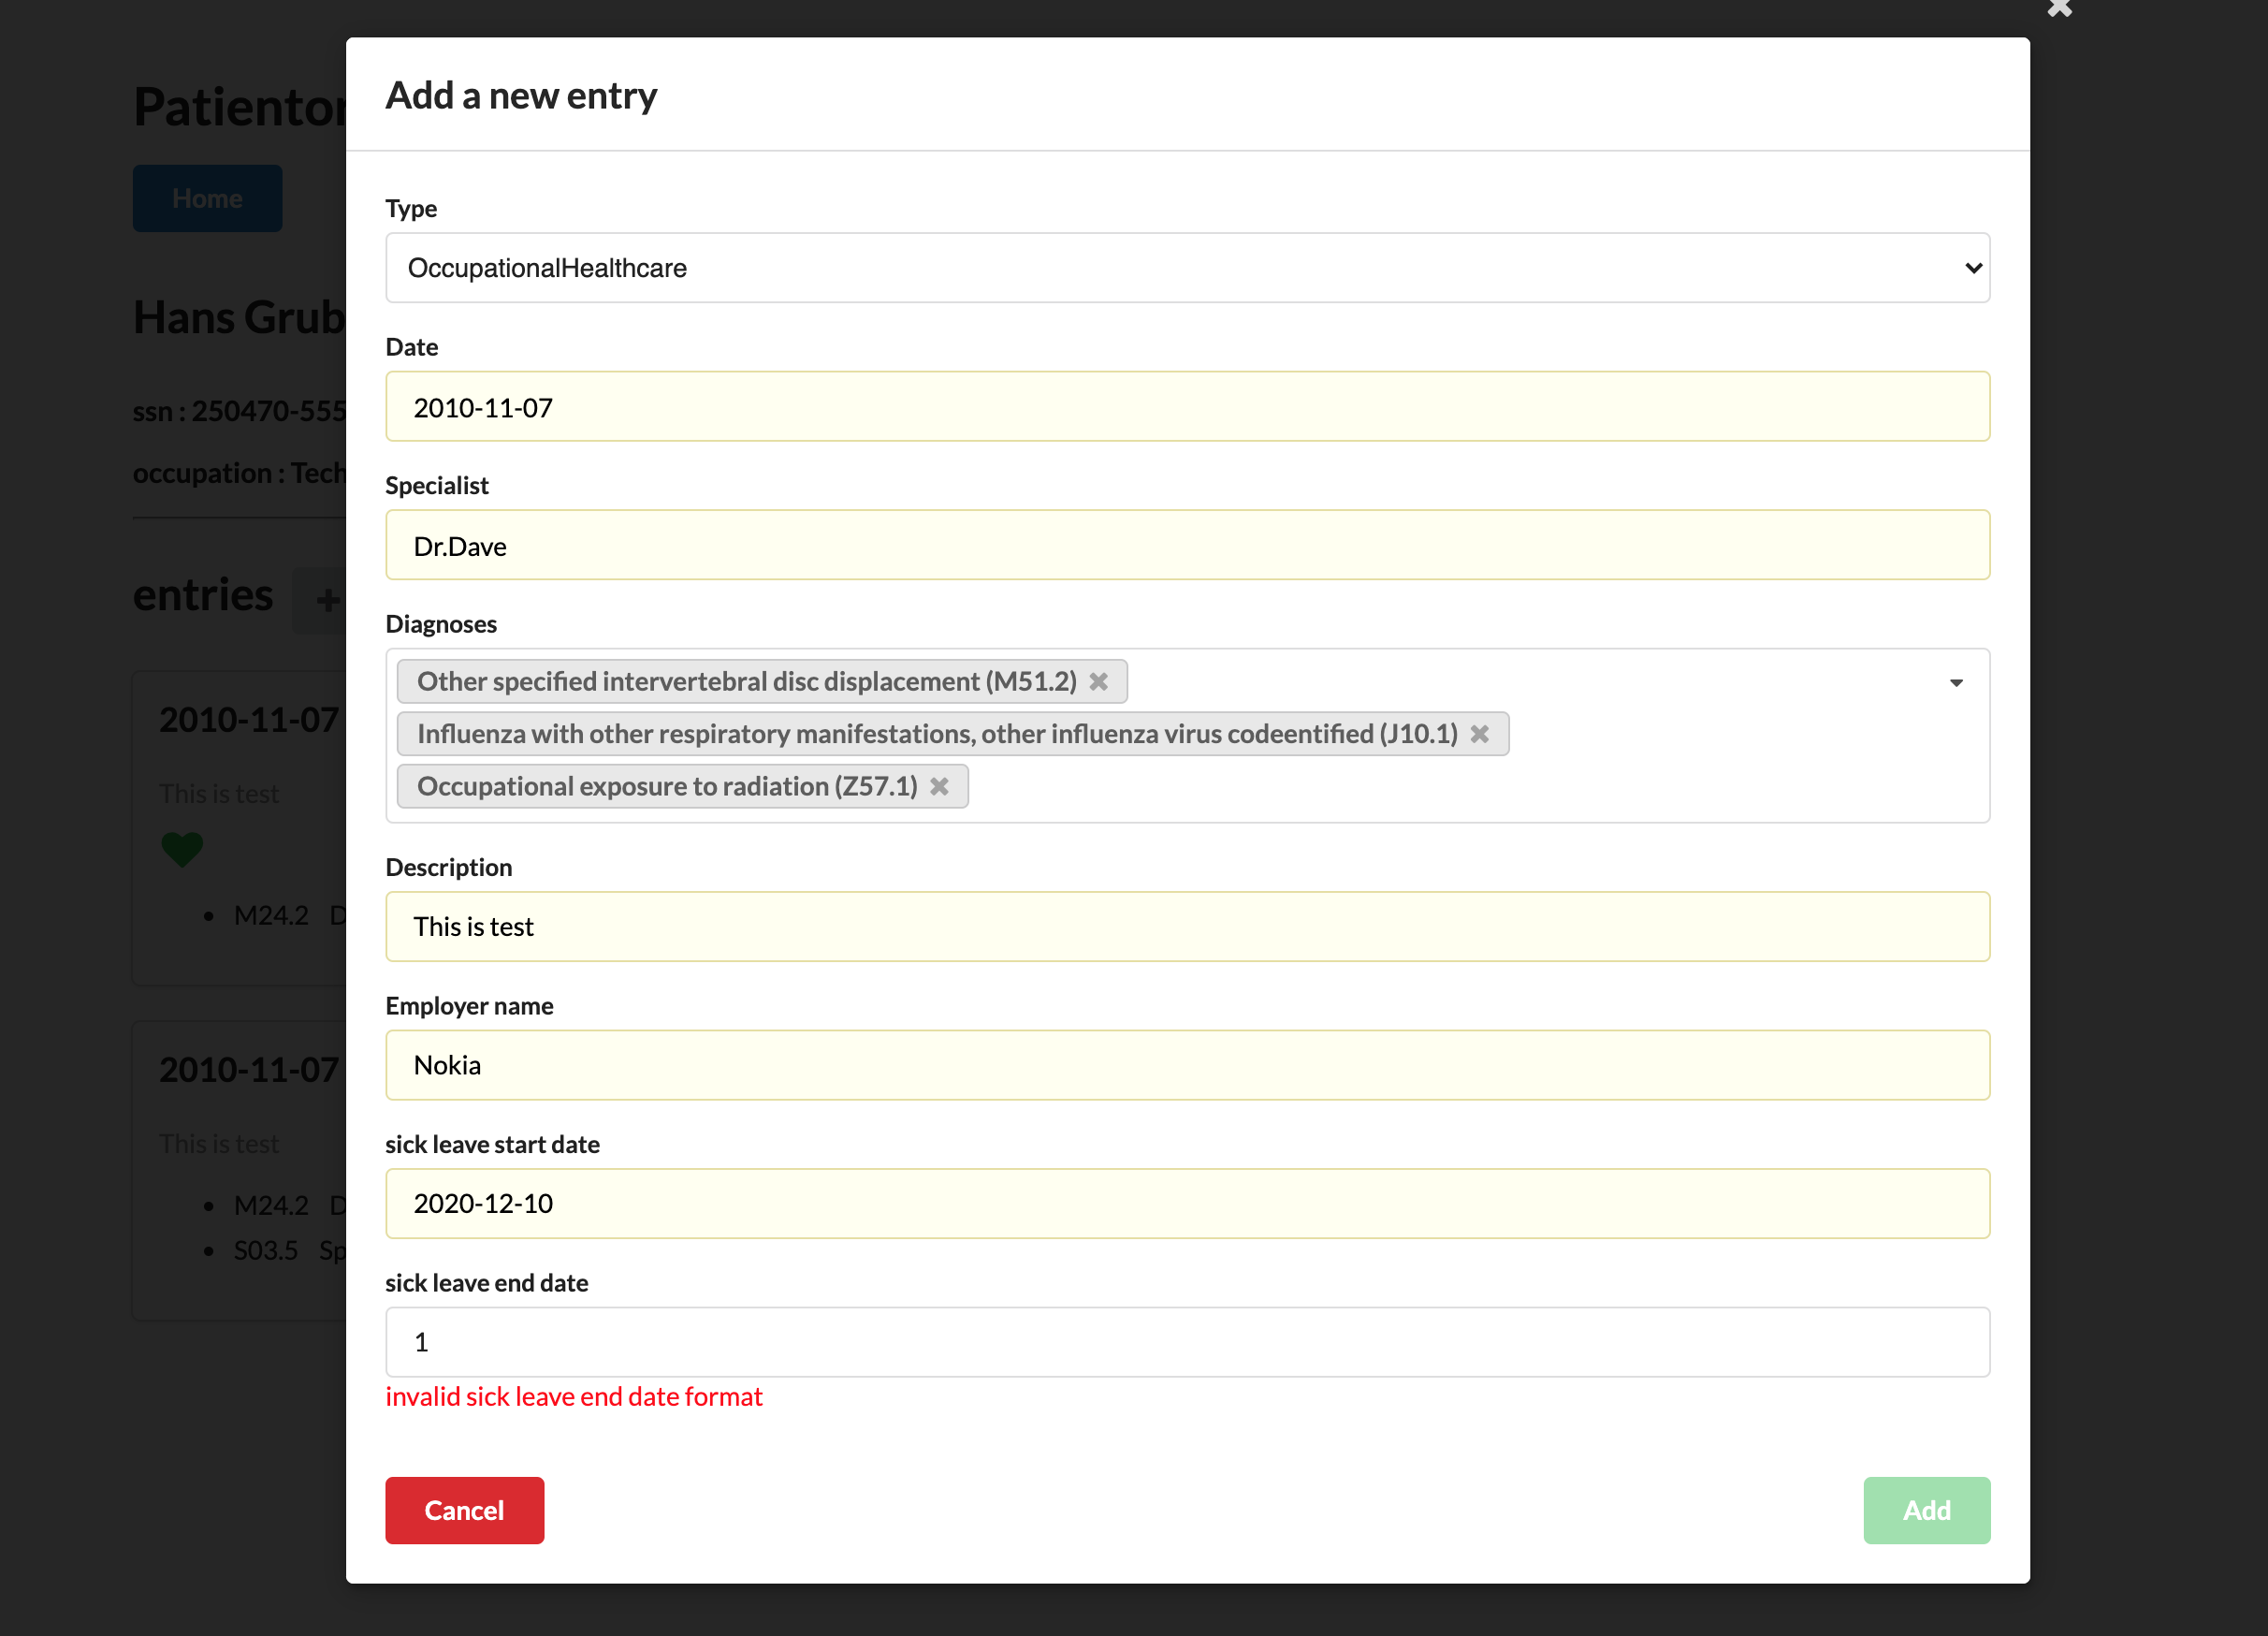 Patientor
Home
Hans Grub
ssn : 250470-555
occupation : Tech
entries
2010-11-07
This is test
M24.2 D
2010-11-07
This is test
M24.2 D
S03.5 Sp
Add a new entry
Type
OccupationalHealthcare
Date
2010-11-07
Specialist
Dr.Dave
Diagnoses
Other specified intervertebral disc displacement (M51.2)
Influenza with other respiratory manifestations, other influenza virus codeentified (J10.1)
Occupational exposure to radiation (Z57.1)
Description
This is test
Employer name
Nokia
sick leave start date
2020-12-10
sick leave end date
1
invalid sick leave end date format
Cancel
Add